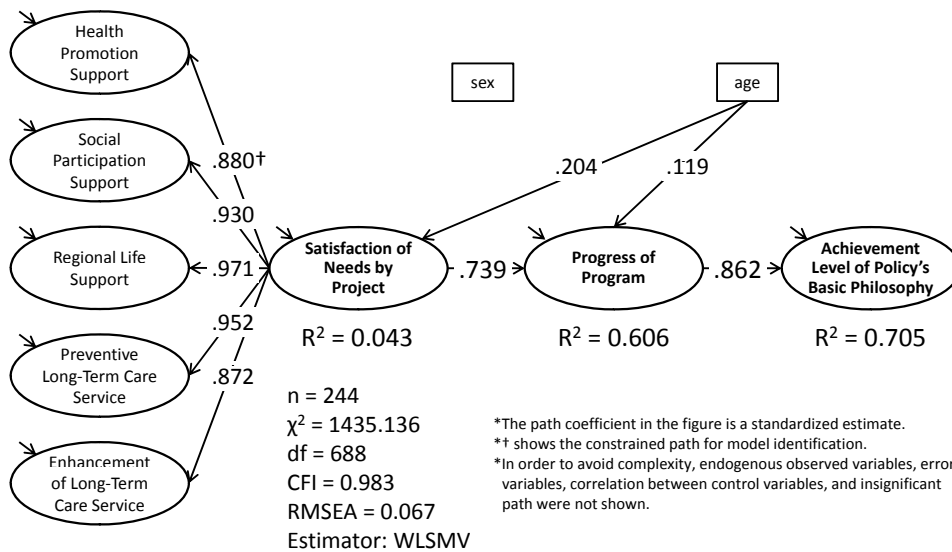 Health
Promotion
Support
Social
Participation
Support
Regional Life
Support
Preventive
Long-Term Care
Service
Enhancement
of Long-Term
Care Service
.880†
.930
.971
.952
.872
sex
age
.204
.119
Satisfaction of
Needs by
Project
.739
Progress of
Program
.862
Achievement
Level of Policy's
Basic Philosophy
R² = 0.043
R² = 0.606
R² = 0.705
n = 244
χ² = 1435.136
df = 688
CFI = 0.983
RMSEA = 0.067
Estimator: WLSMV
*The path coefficient in the figure is a standardized estimate.
*† shows the constrained path for model identification.
*In order to avoid complexity, endogenous observed variables, error
variables, correlation between control variables, and insignificant
path were not shown.